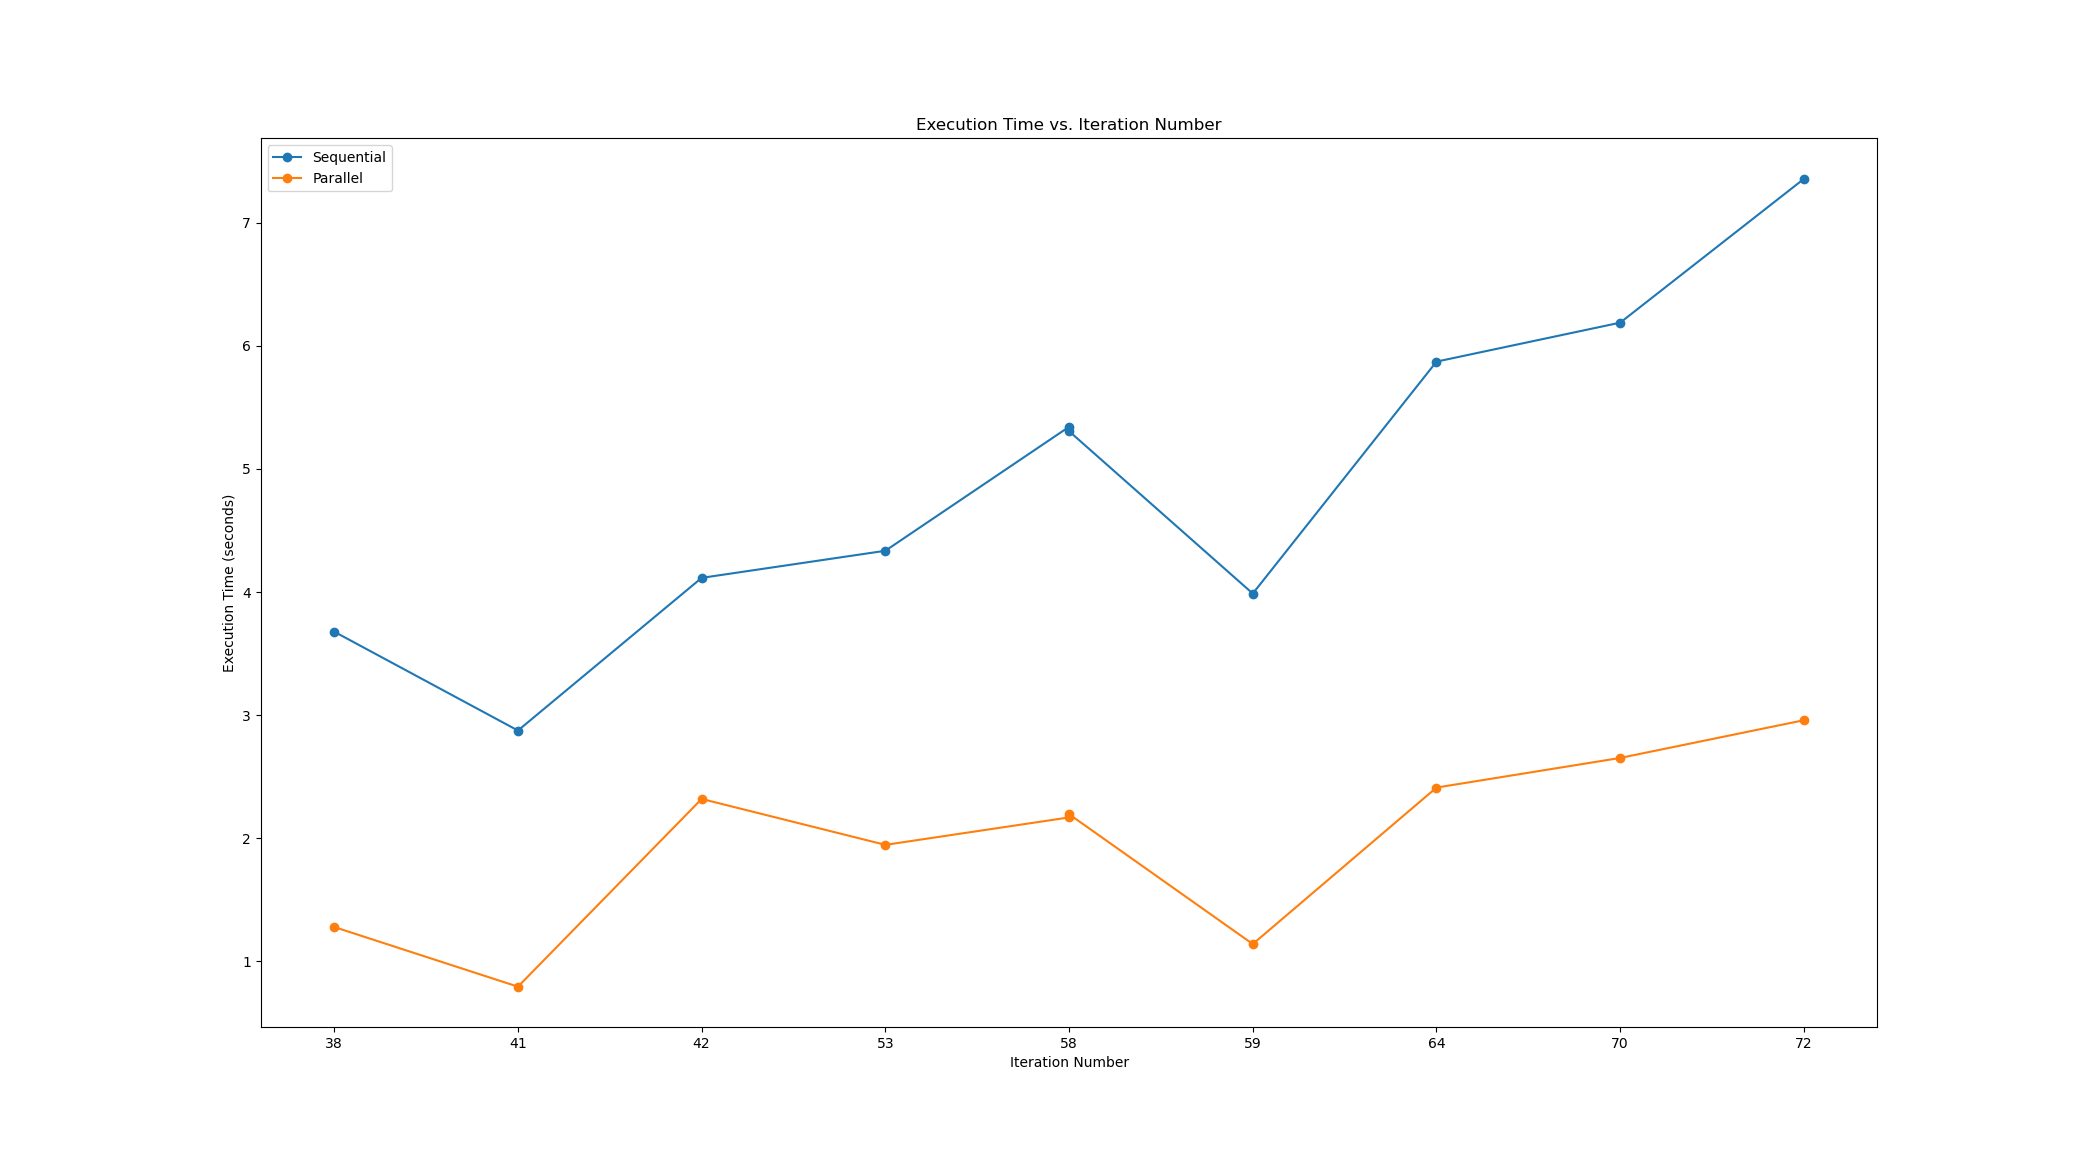 Execution Time vs. Iteration Number
Sequential
Parallel
7
6
5
4
3
2
1
Execution Time (seconds)
38 41 42 53 58 59 64 70 72
Iteration Number